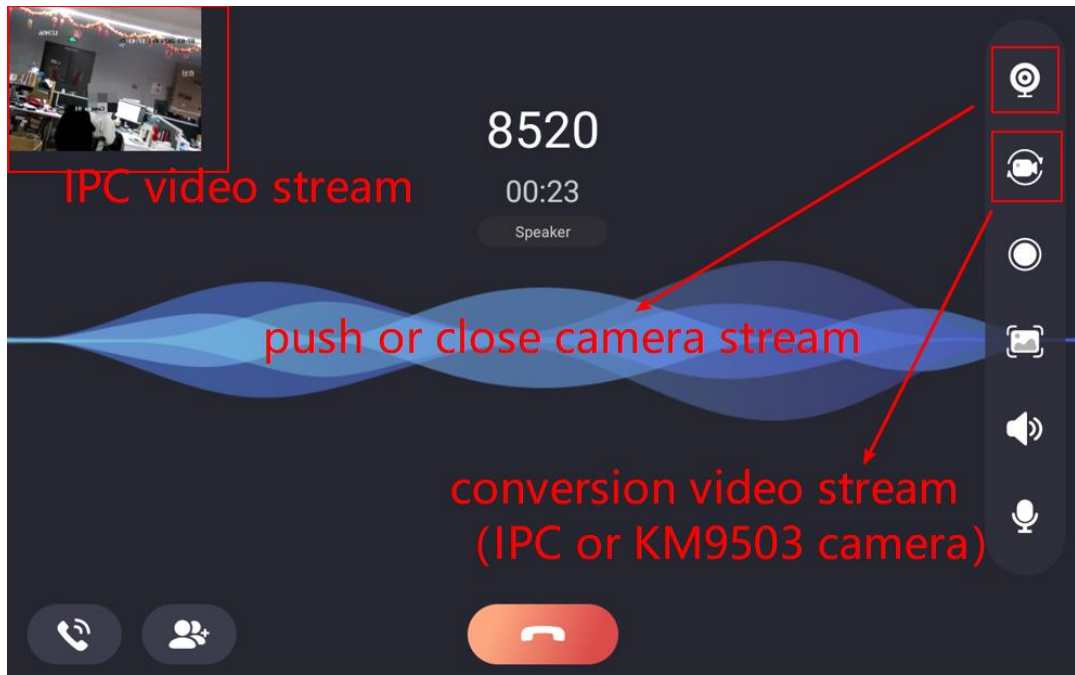 IPC video stream
8520
00:23
Speaker
push or close camera stream
conversion video stream
(IPC or KM9503 camera)